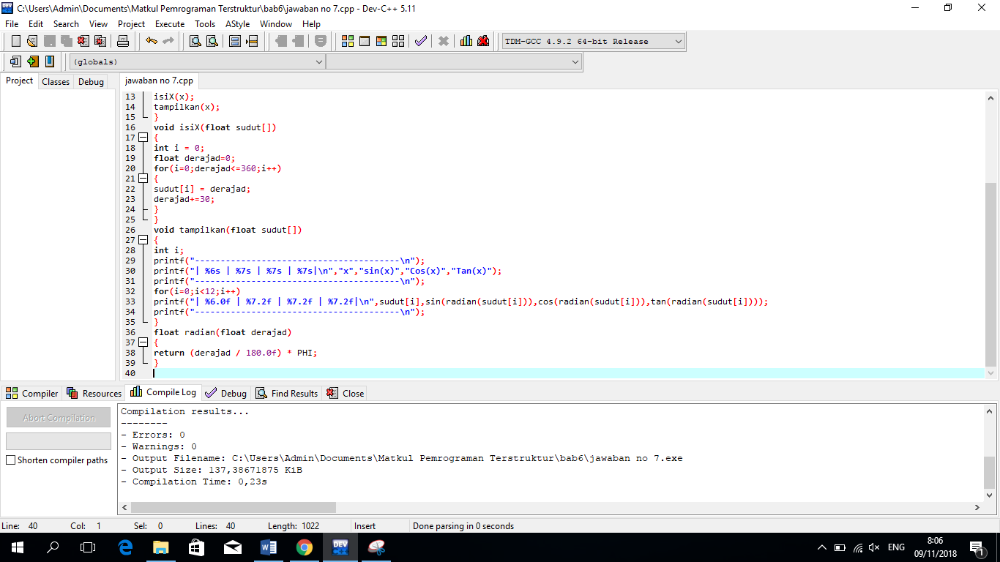 C:\Users\Admin\Documents\Matkul Pemrograman Terstruktur\bab6\jawaban no 7.cpp - Dev-C++ 5.11
File Edit Search View Project Execute Tools AStyle Window Help
TDM-GCC 4.9.2 64-bit Release
(globals)
Project Classes Debug
jawaban no 7.cpp
13 isiX(x);
14 tampilkan(x);
15 }
16 void isiX(float sudut[])
17 {
18 int i = 0;
19 float derajad=0;
20 for(i=0;derajad<=360;i++)
21 {
22 sudut[i] = derajad;
23 derajad+=30;
24 }
25 }
26 void tampilkan(float sudut[])
27 {
28 int i;
29 printf("----------------------------------------\n");
30 printf("| %6s | %7s | %7s | %7s|\n","x","sin(x)","Cos(x)","Tan(x)");
31 printf("----------------------------------------\n");
32 for(i=0;i<12;i++)
33 printf("| %6.0f | %7.2f | %7.2f | %7.2f|\n",sudut[i],sin(radian(sudut[i])),cos(radian(sudut[i])),tan(radian(sudut[i])));
34 printf("----------------------------------------\n");
35 }
36 float radian(float derajad)
37 {
38 return (derajad / 180.0f) * PHI;
39 }
40
Compiler Resources Compile Log Debug Find Results Close
Abort Compilation
Shorten compiler paths
Compilation results...
--------
- Errors: 0
- Warnings: 0
- Output Filename: C:\Users\Admin\Documents\Matkul Pemrograman Terstruktur\bab6\jawaban no 7.exe
- Output Size: 137,38671875 KiB
- Compilation Time: 0,23s
Line: 40 Col: 1 Sel: 0 Lines: 40 Length: 1022 Insert Done parsing in 0 seconds
DEV
ENG
8:06
09/11/2018
1